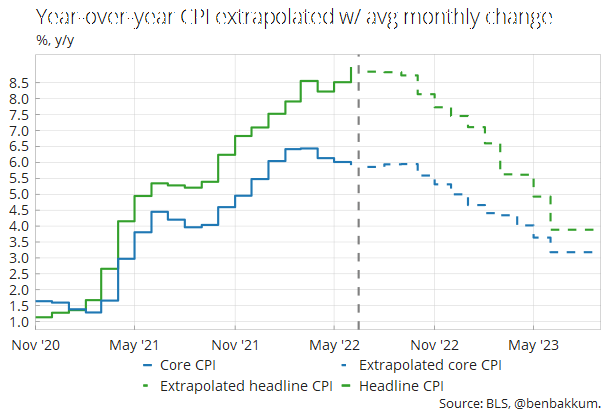 Year-over-year CPI extrapolated w/ avg monthly change
%, y/y
8.5
8.0
7.5
7.0
6.5
6.0
5.5
5.0
4.5
4.0
3.5
3.0
2.5
2.0
1.5
1.0
Nov '20 May '21 Nov '21 May '22 Nov '22 May '23
Core CPI Extrapolated core CPI
Extrapolated headline CPI Headline CPI
Source: BLS, @benbakkum.